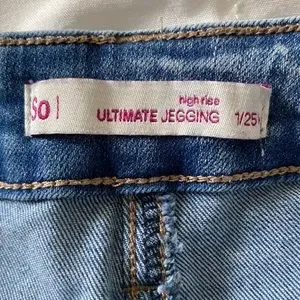 SO
high rise
ULTIMATE JEGGING 1/25